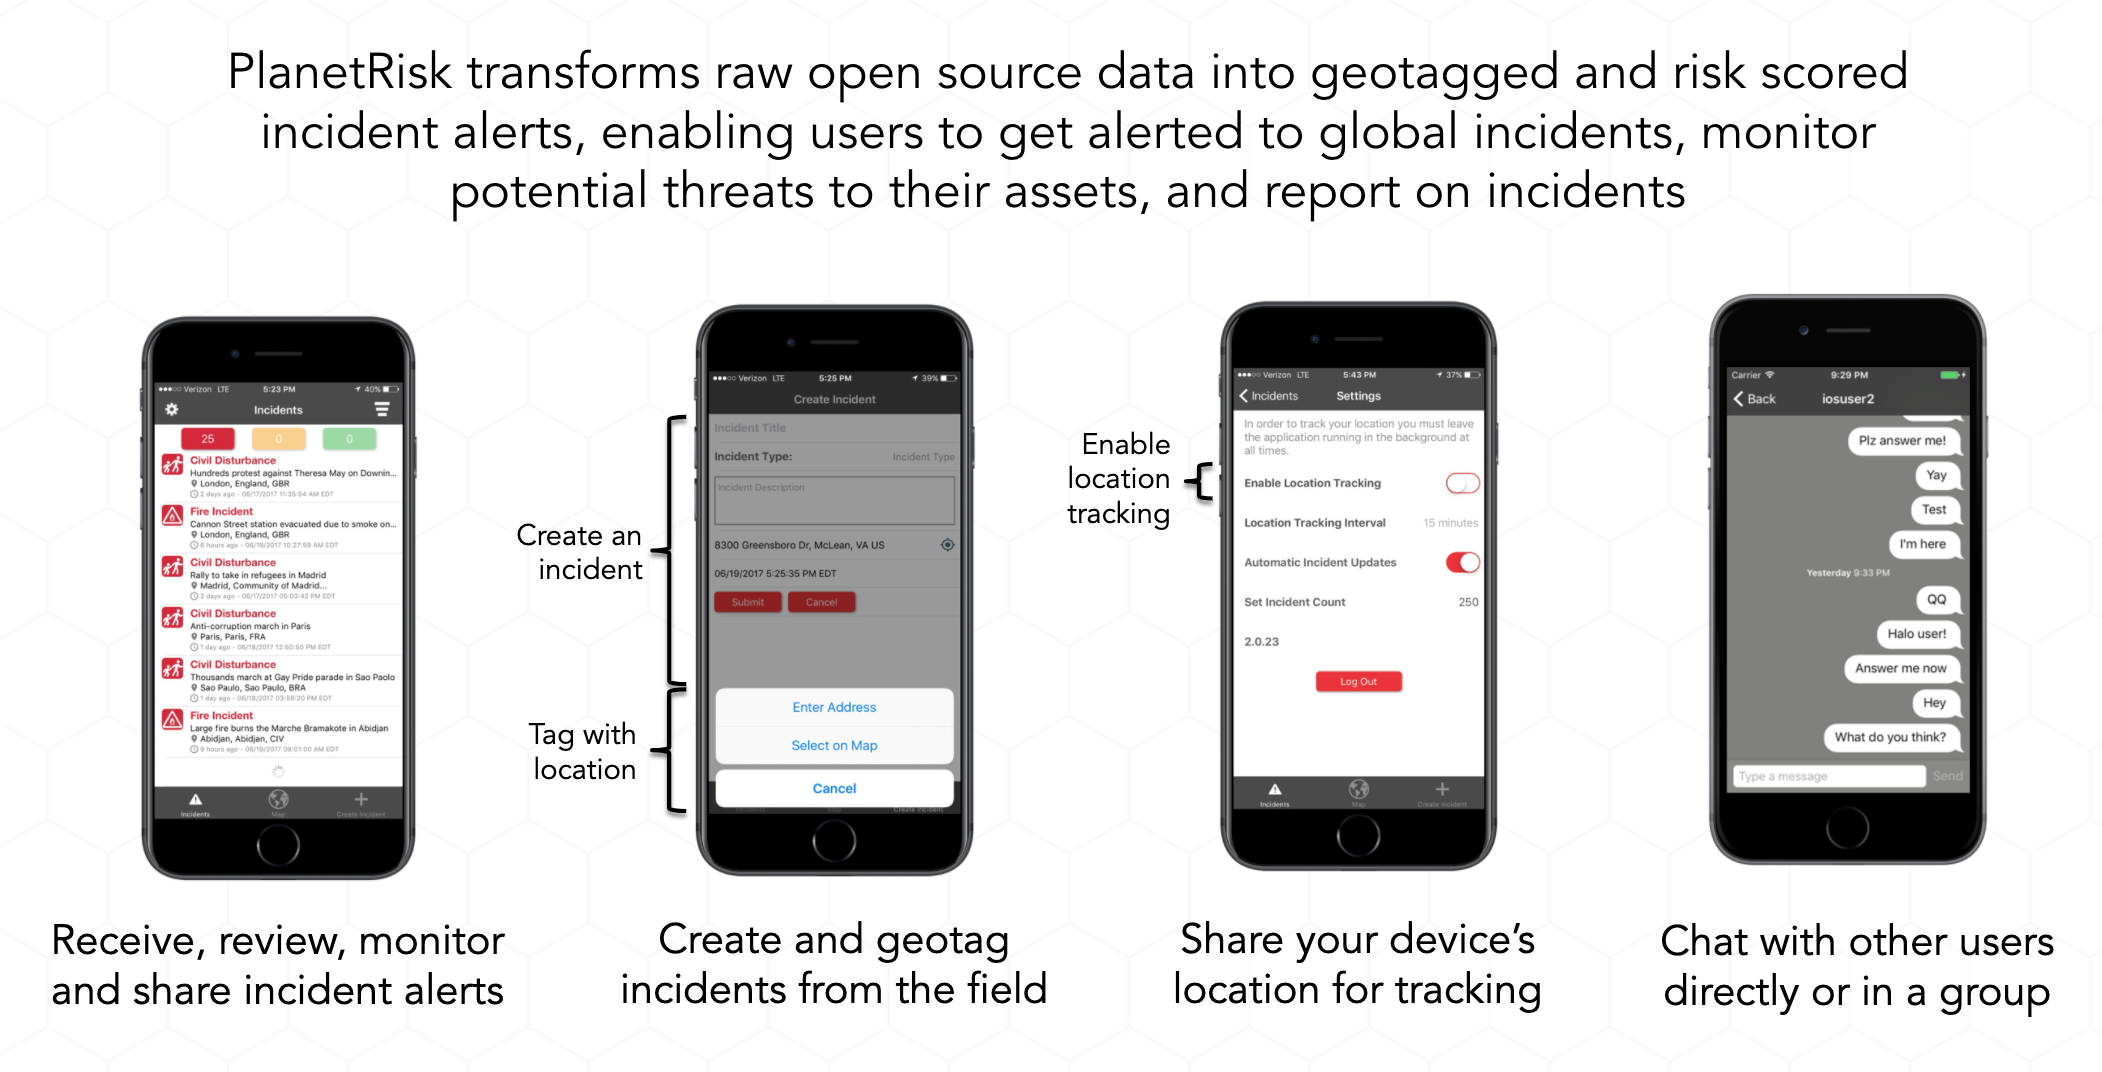 PlanetRisk transforms raw open source data into geotagged and risk scored
incident alerts, enabling users to get alerted to global incidents, monitor
potential threats to their assets, and report on incidents
Verizon LTE 5:23 PM 40%
Incidents
25 0 0
Civil Disturbance
Hundreds protest against Theresa May on Downin...
London, England, GBR
2 days ago - 06/17/2017 11:35:54 AM EDT
Fire Incident
Cannon Street station evacuated due to smoke on...
London, England, GBR
6 hours ago - 06/19/2017 10:27:59 AM EDT
Civil Disturbance
Rally to take in refugees in Madrid
Madrid, Community of Madrid...
2 days ago - 06/17/2017 05:03:42 PM EDT
Civil Disturbance
Anti-corruption march in Paris
Paris, Paris, FRA
1 day ago - 06/18/2017 12:50:50 PM EDT
Civil Disturbance
Thousands march at Gay Pride parade in Sao Paolo
Sao Paulo, Sao Paulo, BRA
1 day ago - 06/18/2017 03:59:20 PM EDT
Fire Incident
Large fire burns the Marche Bramakote in Abidjan
Abidjan, Abidjan, CIV
9 hours ago - 06/19/2017 08:01:00 AM EDT
Incidents Map Create Incident
Receive, review, monitor
and share incident alerts
Create an
incident
Tag with
location
Verizon LTE 5:25 PM 39%
Create Incident
Incident Title
Incident Type: Incident Type
Incident Description
8300 Greensboro Dr, McLean, VA US
06/19/2017 5:25:35 PM EDT
Submit Cancel
Enter Address
Select on Map
Cancel
Create Incident
Create and geotag
incidents from the field
Enable
location
tracking
Verizon LTE 5:43 PM 37%
Incidents Settings
In order to track your location you must leave
the application running in the background at
all times.
Enable Location Tracking
Location Tracking Interval 15 minutes
Automatic Incident Updates
Set Incident Count 250
2.0.23
Log Out
Incidents Map Create Incident
Share your device's
location for tracking
Carrier 9:29 PM
Back iosuser2
Plz answer me!
Yay
Test
I'm here
Yesterday 9:33 PM
QQ
Halo user!
Answer me now
Hey
What do you think?
Type a message Send
Chat with other users
directly or in a group